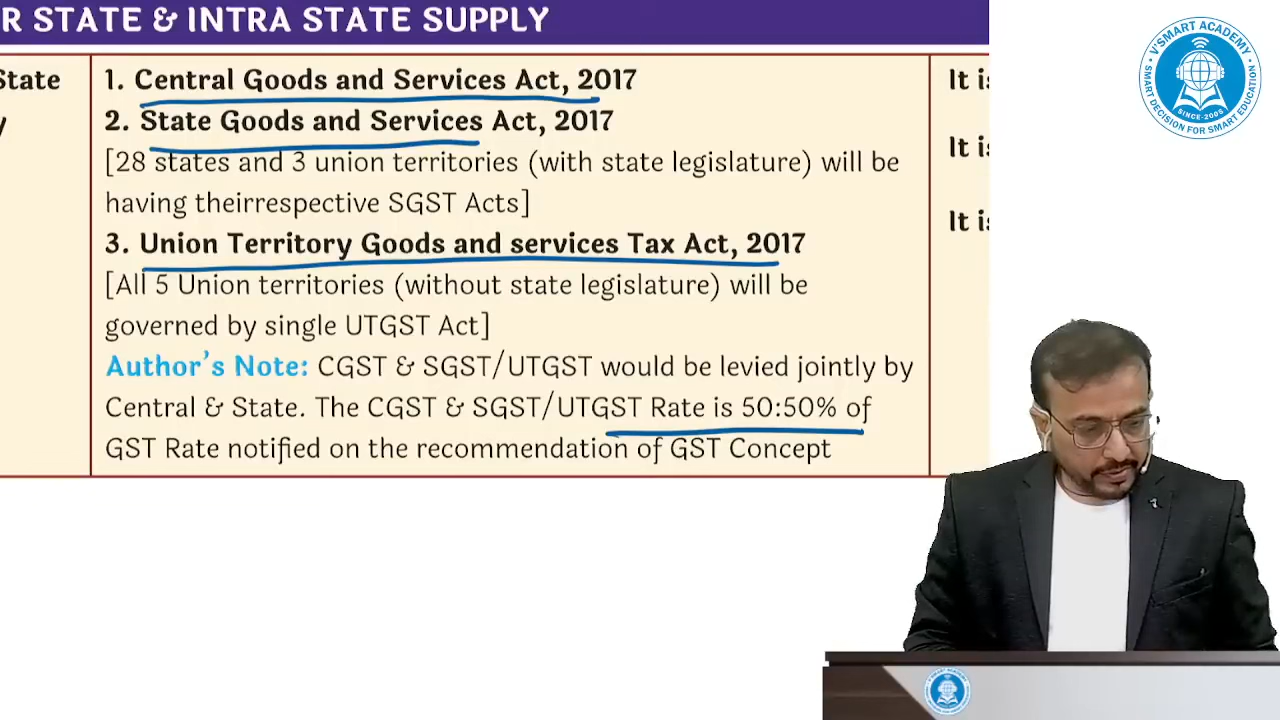 R STATE & INTRA STATE SUPPLY
State
y
1. Central Goods and Services Act, 2017
2. State Goods and Services Act, 2017
[28 states and 3 union territories (with state legislature) will be
having theirrespective SGST Acts]
3. Union Territory Goods and services Tax Act, 2017
[All 5 Union territories (without state legislature) will be
governed by single UTGST Act]
Author's Note: CGST & SGST/UTGST would be levied jointly by
Central & State. The CGST & SGST/UTGST Rate is 50:50% of
GST Rate notified on the recommendation of GST Concept
It is
It is
It is
V'SMART ACADEMY
SMART DECISION FOR SMART EDUCATION
SINCE-2005